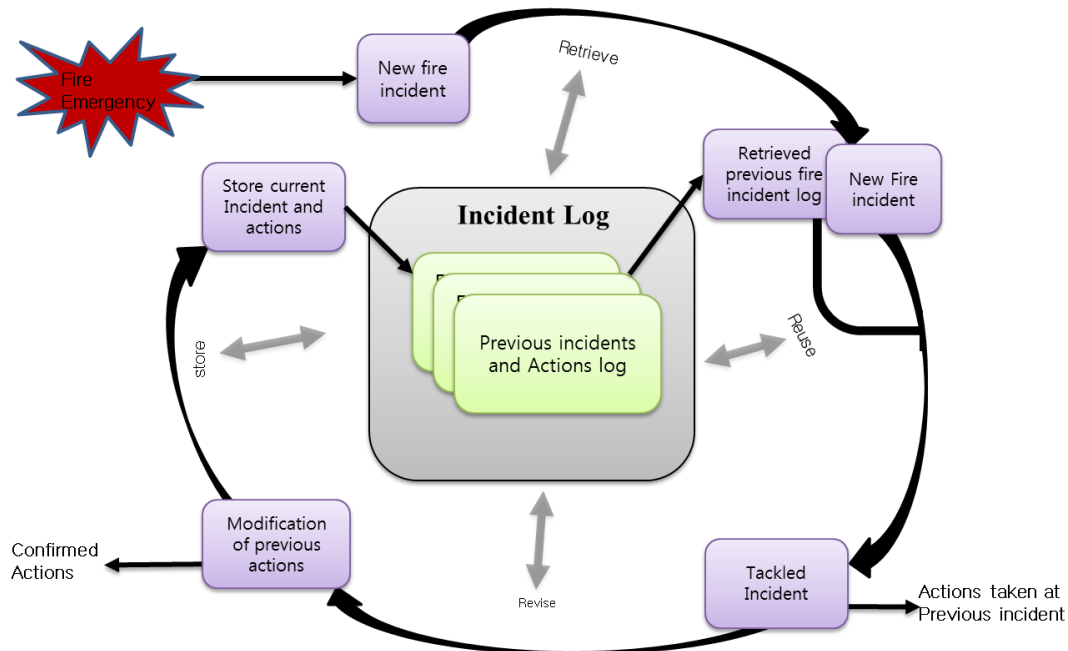 Fire
Emergency
New fire
incident
Retrieve
Retrieved
previous fire
incident log
New Fire
incident
Store current
Incident and
actions
Incident Log
Previous incidents
and Actions log
Reuse
store
Modification
of previous
actions
Confirmed
Actions
Revise
Tackled
Incident
Actions taken at
Previous incident